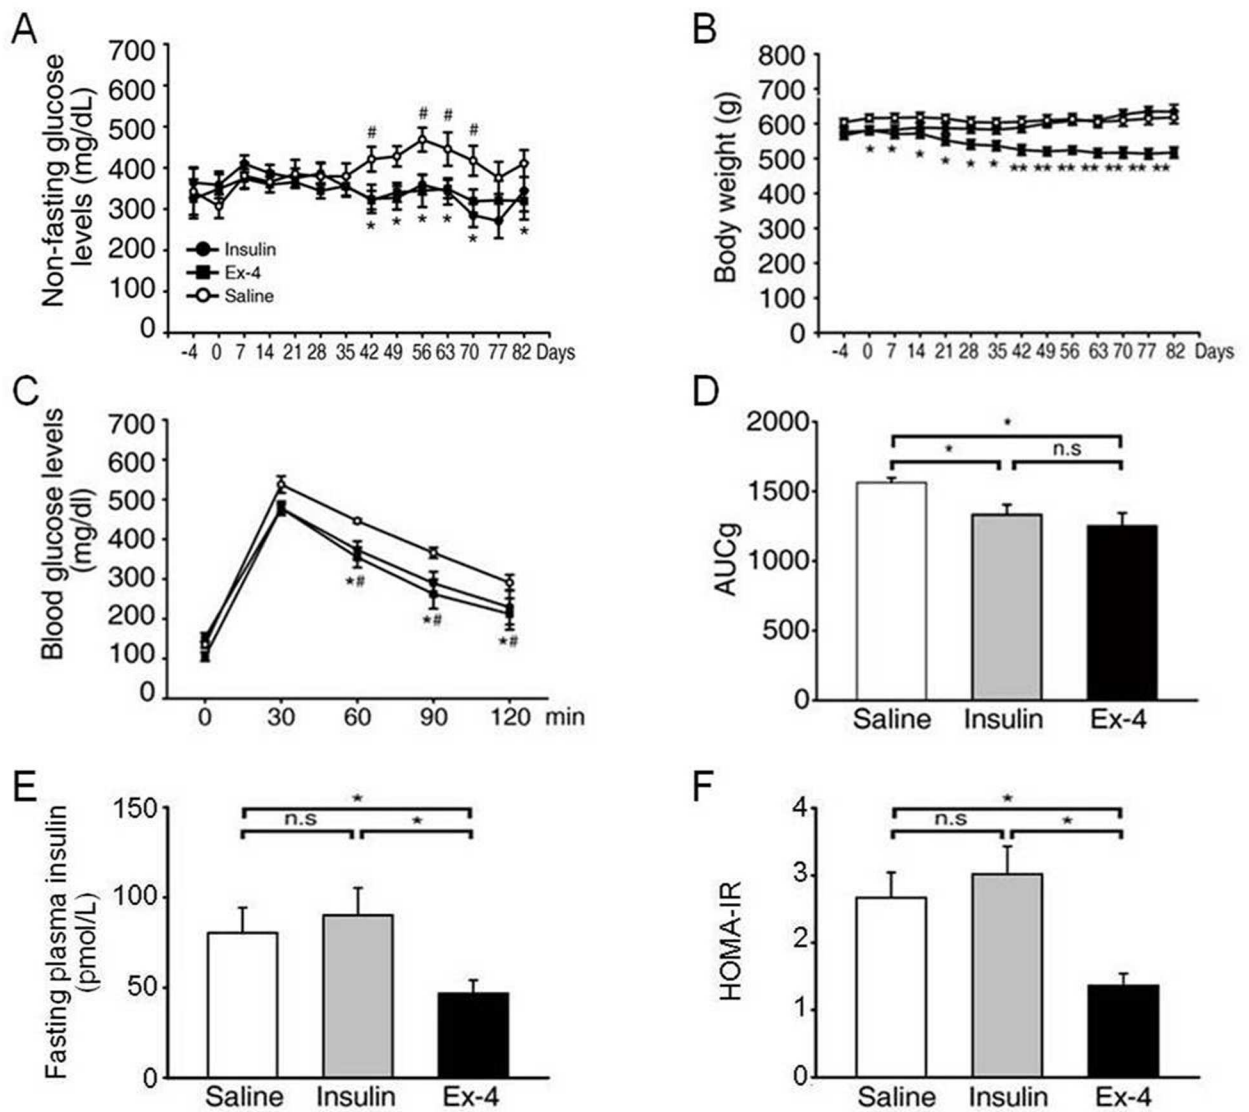 A
Non-fasting glucose
levels (mg/dL)
700
600
500
400
300
200
100
0
# # # #
* * * * * *
Insulin
Ex-4
Saline
-4 0 7 14 21 28 35 42 49 56 63 70 77 82 Days
B
Body weight (g)
800
700
600
500
400
300
200
100
0
* * * * * * ** ** ** ** ** ** **
-4 0 7 14 21 28 35 42 49 56 63 70 77 82 Days
C
Blood glucose levels
(mg/dl)
700
600
500
400
300
200
100
0
*#
*#
*#
0 30 60 90 120 min
D
AUCg
2000
1500
1000
500
0
*
* n.s
Saline Insulin Ex-4
E
Fasting plasma insulin
(pmol/L)
150
100
50
0
*
n.s *
Saline Insulin Ex-4
F
HOMA-IR
4
3
2
1
0
*
n.s *
Saline Insulin Ex-4